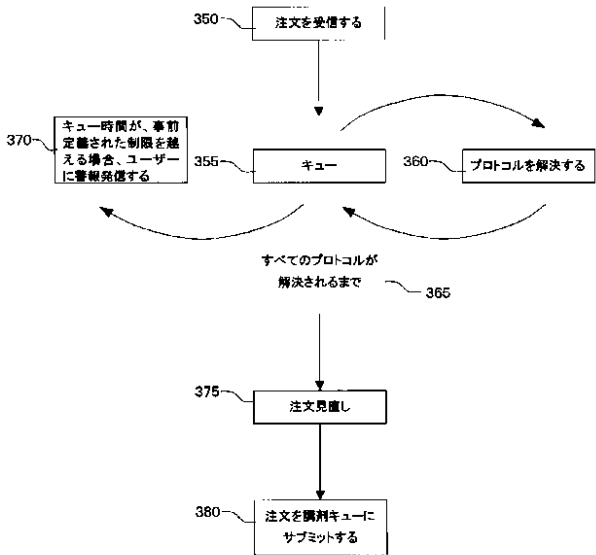 350
注文を受信する
キュー時間が、事前
定義された制限を越
える場合、ユーザー
に警報発信する
370
355
キュー
360
プロトコルを解決する
すべてのプロトコルが
解決されるまで
365
375
注文見直し
380
注文を調剤キューに
サブミットする